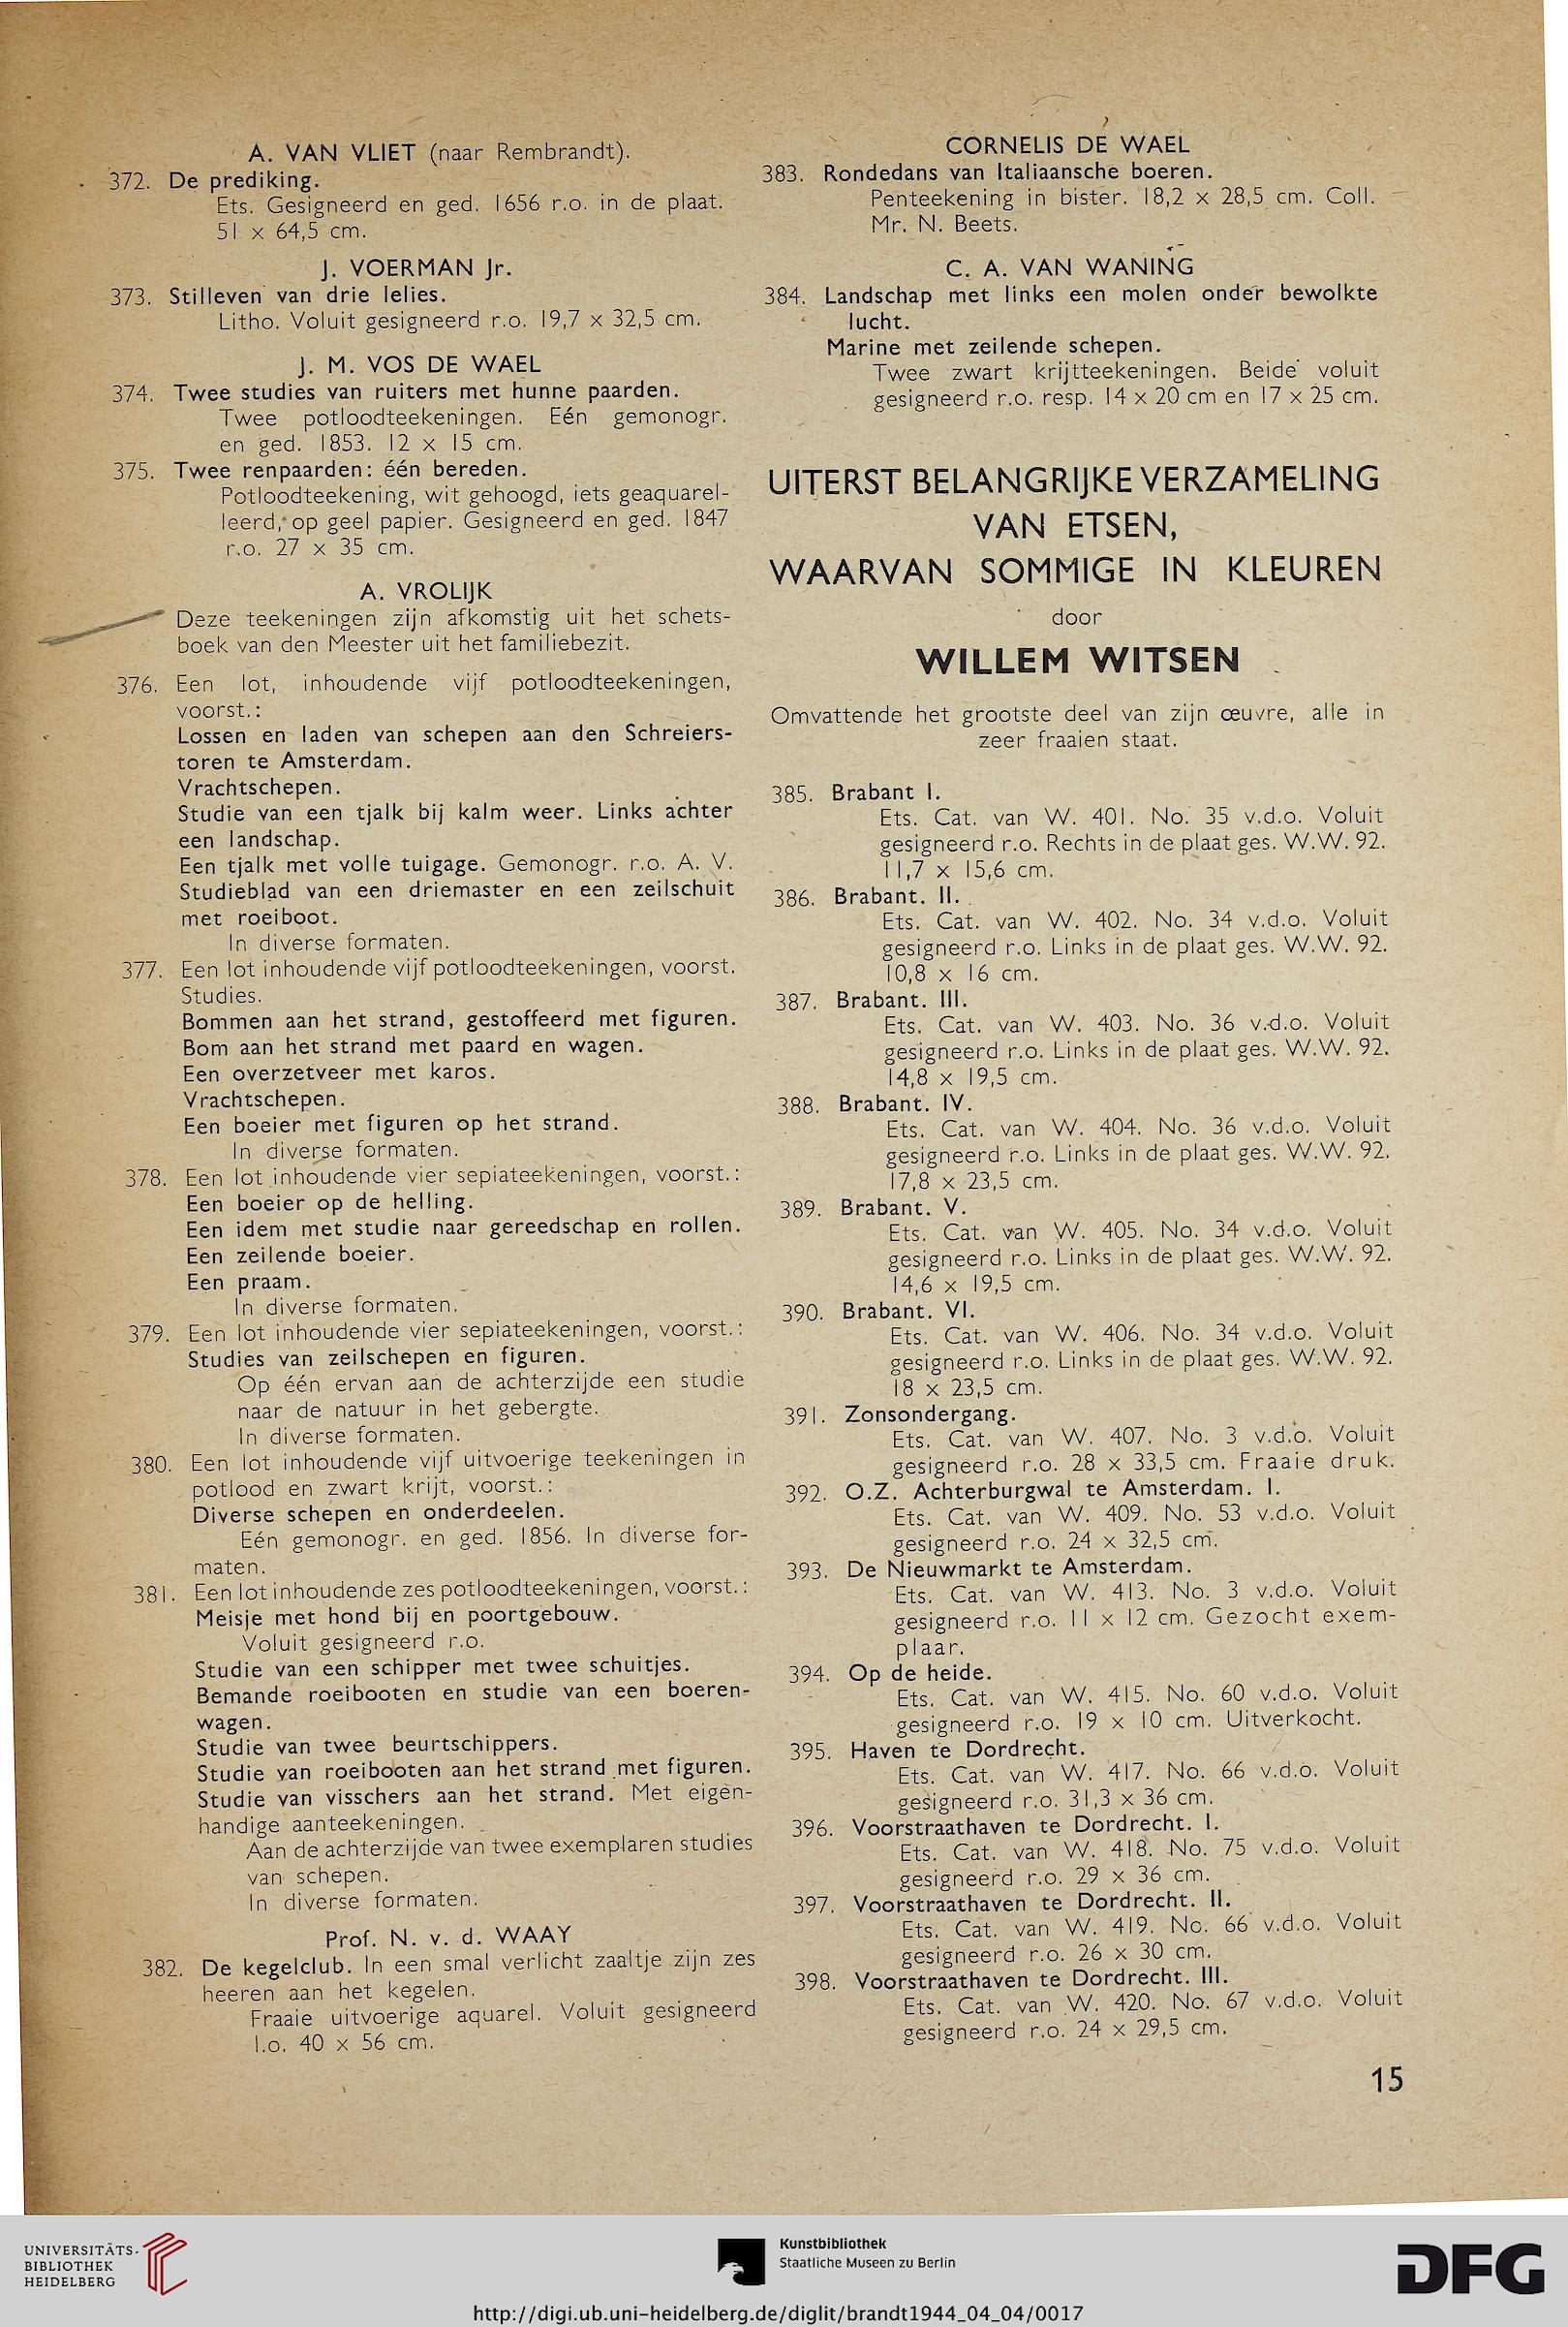 A. VAN VLIET (naar Rembrandt).
372. De prediking.
Ets. Gesigneerd en ged. 1656 r.o. in de plaat.
51 x 64,5 cm.
J. VOERMAN Jr.
373. Stilleven van drie lelies.
Litho. Voluit gesigneerd r.o. 19,7 x 32,5 cm.
J. M. VOS DE WAEL
374. Twee studies van ruiters met hunne paarden.
Twee potloodteekeningen. Eén gemonogr.
en ged. 1853. 12 x 15 cm.
375. Twee renpaarden: één bereden.
Potloodteekening, wit gehoogd, iets geaquarel-
leerd, op geel papier. Gesigneerd en ged. 1847
r.o. 27 x 35 cm.
A. VROLIJK
Deze teekeningen zijn afkomstig uit het schets-
boek van den Meester uit het familiebezit.
376. Een lot, inhoudende vijf potloodteekeningen,
voorst.:
Lossen en laden van schepen aan den Schreiers-
toren te Amsterdam.
Vrachtschepen.
Studie van een tjalk bij kalm weer. Links achter
een landschap.
Een tjalk met volle tuigage. Gemonogr. r.o. A. V.
Studieblad van een driemaster en een zeilschuit
met roeiboot.
In diverse formaten.
377. Een lot inhoudende vijf potloodteekeningen, voorst.
Studies.
Bommen aan het strand, gestoffeerd met figuren.
Bom aan het strand met paard en wagen.
Een overzetveer met karos.
Vrachtschepen.
Een boeier met figuren op het strand.
In diverse formaten.
378. Een lot inhoudende vier sepiateekeningen, voorst.:
Een boeier op de helling.
Een idem met studie naar gereedschap en rollen.
Een zeilende boeier.
Een praam.
In diverse formaten.
379. Een lot inhoudende vier sepiateekeningen, voorst.:
Studies van zeilschepen en figuren.
Op één ervan aan de achterzijde een studie
naar de natuur in het gebergte.
In diverse formaten.
380. Een lot inhoudende vijf uitvoerige teekeningen in
potlood en zwart krijt, voorst.:
Diverse schepen en onderdeelen.
Eén gemonogr. en ged. 1856. In diverse for-
maten.
381. Een lot inhoudende zes potloodteekeningen, voorst.:
Meisje met hond bij en poortgebouw.
Voluit gesigneerd r.o.
Studie van een schipper met twee schuitjes.
Bemande roeibooten en studie van een boeren-
wagen.
Studie van twee beurtschippers.
Studie van roeibooten aan het strand met figuren.
Studie van visschers aan het strand. Met eigen-
handige aanteekeningen.
Aan de achterzijde van twee exemplaren studies
van schepen.
In diverse formaten.
Prof. N. v. d. WAAY
382. De kegelclub. In een smal verlicht zaaltje zijn zes
heeren aan het kegelen.
Fraaie uitvoerige aquarel. Voluit gesigneerd
l.o. 40 x 56 cm.
CORNELIS DE WAEL
383. Rondedans van Italiaansche boeren.
Penteekening in bister. 18,2 x 28,5 cm. Coll.
Mr. N. Beets.
C. A. VAN WANING
384. Landschap met links een molen onder bewolkte
lucht.
Marine met zeilende schepen.
Twee zwart krijtteekeningen. Beide voluit
gesigneerd r.o. resp. 14 x 20 cm en 17 x 25 cm.
UITERST BELANGRIJKE VERZAMELING
VAN ETSEN,
WAARVAN SOMMIGE IN KLEUREN
door
WILLEM WITSEN
Omvattende het grootste deel van zijn œuvre, alle in
zeer fraaien staat.
385. Brabant I.
Ets. Cat. van W. 401. No. 35 v.d.o. Voluit
gesigneerd r.o. Rechts in de plaat ges. W.W. 92.
11,7 x 15,6 cm.
386. Brabant. II.
Ets. Cat. van W. 402. No. 34 v.d.o. Voluit
gesigneerd r.o. Links in de plaat ges. W.W. 92.
10,8 x 16 cm.
387. Brabant. III.
Ets. Cat. van W. 403. No. 36 v.d.o. Voluit
gesigneerd r.o. Links in de plaat ges. W.W. 92.
14,8 x 19,5 cm.
388. Brabant. IV.
Ets. Cat. van W. 404. No. 36 v.d.o. Voluit
gesigneerd r.o. Links in de plaat ges. W.W. 92.
17,8 x 23,5 cm.
389. Brabant. V.
Ets. Cat. van W. 405. No. 34 v.d.o. Voluit
gesigneerd r.o. Links in de plaat ges. W.W. 92.
14,6 x 19,5 cm.
390. Brabant. VI.
Ets. Cat. van W. 406. No. 34 v.d.o. Voluit
gesigneerd r.o. Links in de plaat ges. W.W. 92.
18 x 23,5 cm.
391. Zonsondergang.
Ets. Cat. van W. 407. No. 3 v.d.o. Voluit
gesigneerd r.o. 28 x 33,5 cm. Fraaie druk.
392. O.Z. Achterburgwal te Amsterdam. I.
Ets. Cat. van W. 409. No. 53 v.d.o. Voluit
gesigneerd r.o. 24 x 32,5 cm.
393. De Nieuwmarkt te Amsterdam.
Ets. Cat. van W. 413. No. 3 v.d.o. Voluit
gesigneerd r.o. 11 x 12 cm. Gezocht exem-
plaar.
394. Op de heide.
Ets. Cat. van W. 415. No. 60 v.d.o. Voluit
gesigneerd r.o. 19 x 10 cm. Uitverkocht.
395. Haven te Dordrecht.
Ets. Cat. van W. 417. No. 66 v.d.o. Voluit
gesigneerd r.o. 31,3 x 36 cm.
396. Voorstraathaven te Dordrecht. I.
Ets. Cat. van W. 418. No. 75 v.d.o. Voluit
gesigneerd r.o. 29 x 36 cm.
397. Voorstraathaven te Dordrecht. II.
Ets. Cat. van W. 419. No. 66 v.d.o. Voluit
gesigneerd r.o. 26 x 30 cm.
398. Voorstraathaven te Dordrecht. III.
Ets. Cat. van W. 420. No. 67 v.d.o. Voluit
gesigneerd r.o. 24 x 29,5 cm.
15
UNIVERSITÄTS-
BIBLIOTHEK
HEIDELBERG
Kunstbibliothek
Staatliche Museen zu Berlin
DFG
http://digi.ub.uni-heidelberg.de/diglit/brandt1944_04_04/0017